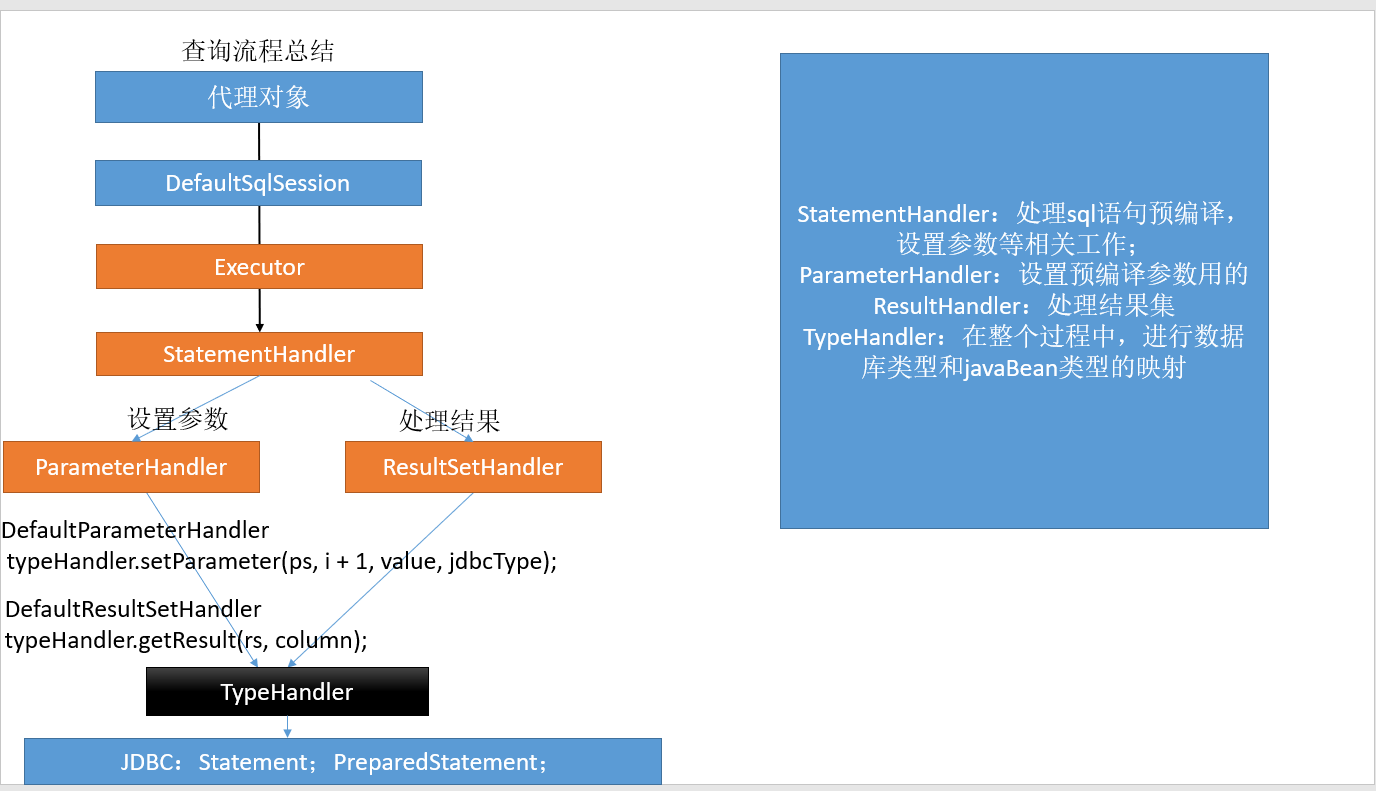 查询流程总结
代理对象
DefaultSqlSession
Executor
StatementHandler
设置参数
处理结果
ParameterHandler
ResultSetHandler
DefaultParameterHandler
typeHandler.setParameter(ps, i + 1, value, jdbcType);
DefaultResultSetHandler
typeHandler.getResult(rs, column);
TypeHandler
JDBC：Statement；PreparedStatement；
StatementHandler：处理sql语句预编译，
设置参数等相关工作；
ParameterHandler：设置预编译参数用的
ResultHandler：处理结果集
TypeHandler：在整个过程中，进行数据
库类型和javaBean类型的映射